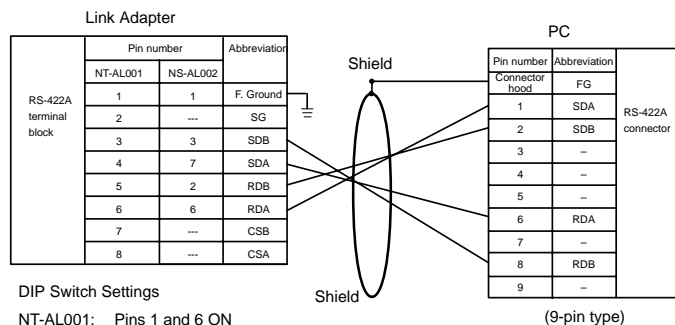 Link Adapter
PC
Pin number Abbreviation
NT-AL001 NS-AL002
RS-422A terminal block
1 1 F. Ground
2 --- SG
3 3 SDB
4 7 SDA
5 2 RDB
6 6 RDA
7 --- CSB
8 --- CSA
Shield
Shield
Pin number Abbreviation
Connector hood FG
1 SDA
2 SDB
3 –
4 –
5 –
6 RDA
7 –
8 RDB
9 –
RS-422A connector
(9-pin type)
DIP Switch Settings
NT-AL001: Pins 1 and 6 ON